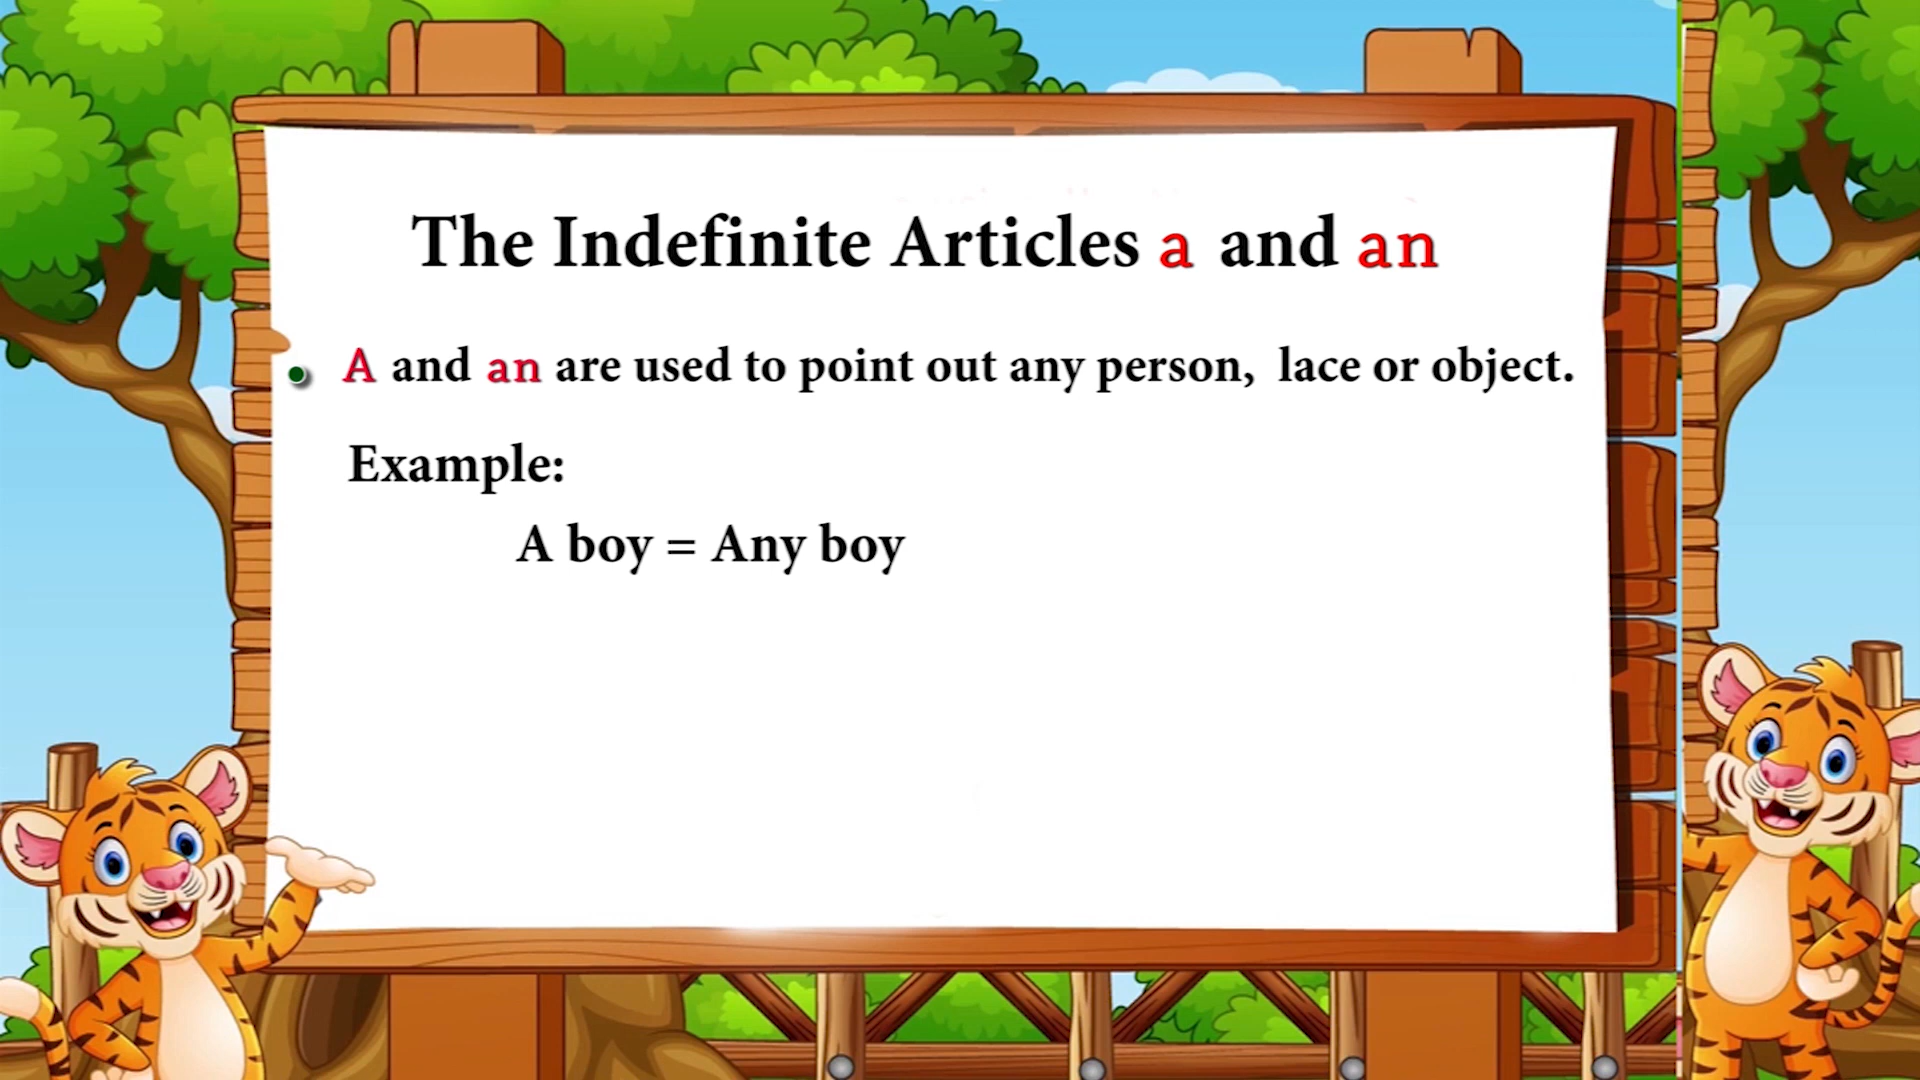 The Indefinite Articles a and an
• A and an are used to point out any person, lace or object.
Example:
A boy = Any boy